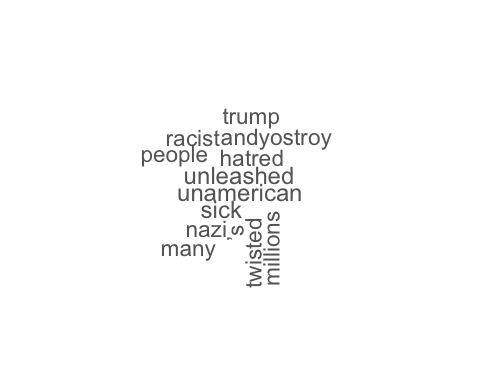 trump
racist andyostroy
people hatred
unleashed
unamerican
sick
nazi 's
many
twisted
millions